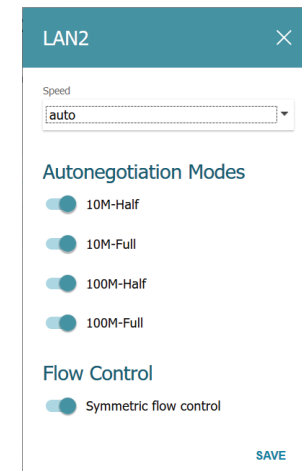 LAN2
Speed
auto
Autonegotiation Modes
10M-Half
10M-Full
100M-Half
100M-Full
Flow Control
Symmetric flow control
SAVE